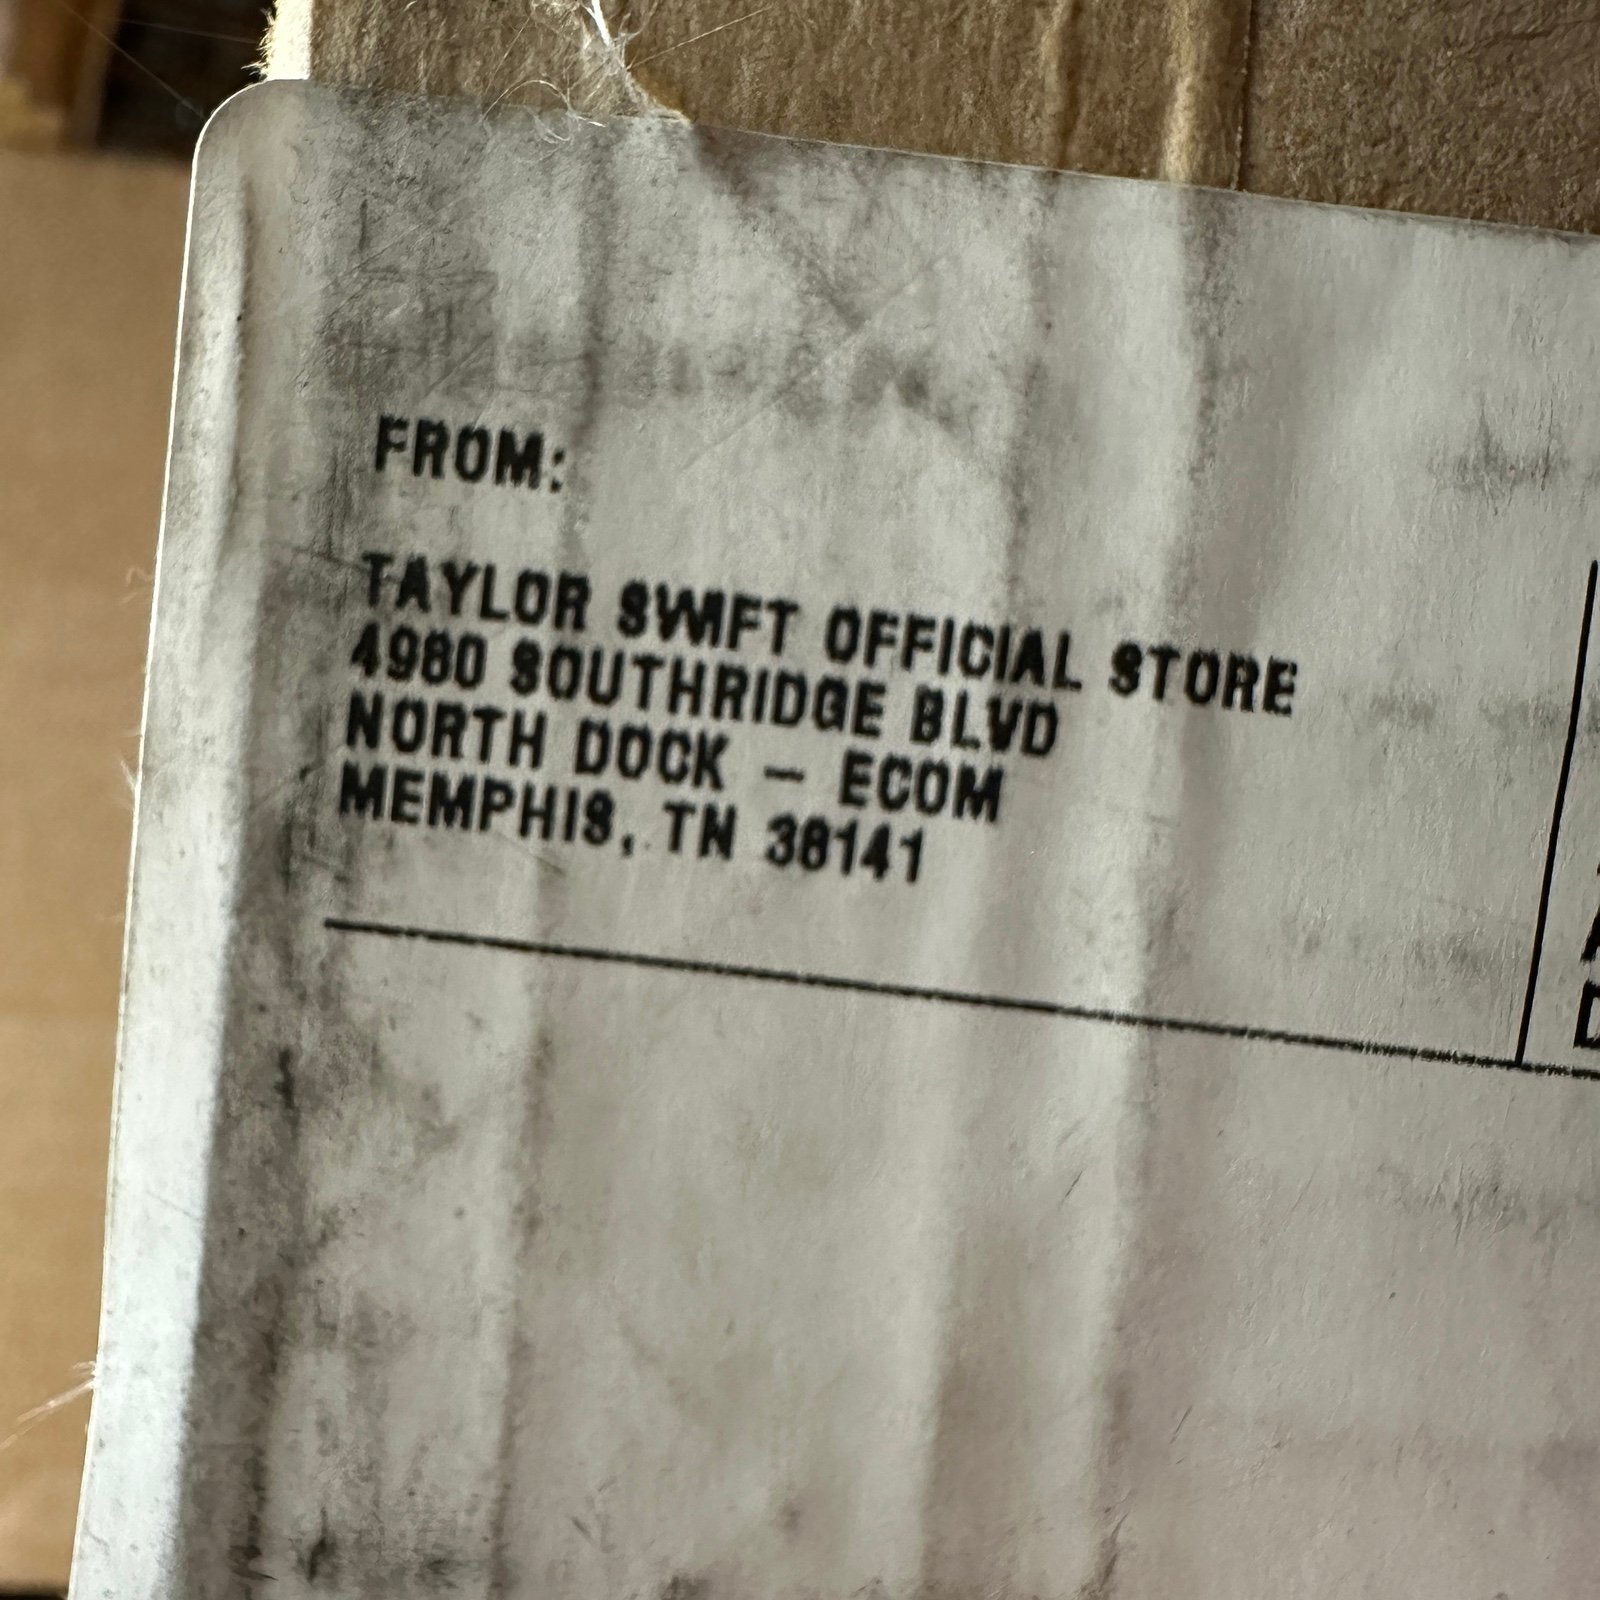 FROM:
TAYLOR SWIFT OFFICIAL STORE
4980 SOUTHRIDGE BLVD
NORTH DOCK – ECOM
MEMPHIS, TN 38141